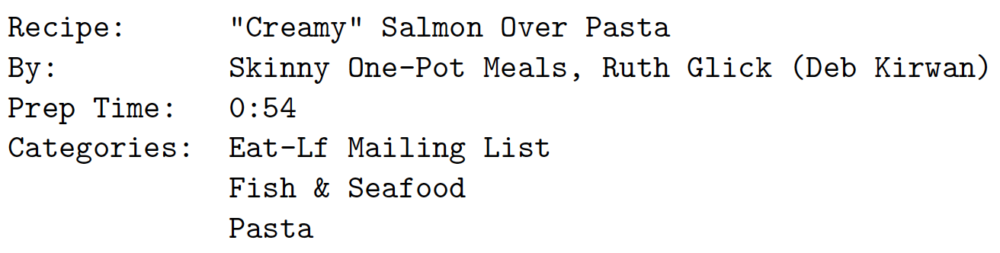 Recipe: "Creamy" Salmon Over Pasta
By: Skinny One-Pot Meals, Ruth Glick (Deb Kirwan)
Prep Time: 0:54
Categories: Eat-Lf Mailing List
Fish & Seafood
Pasta